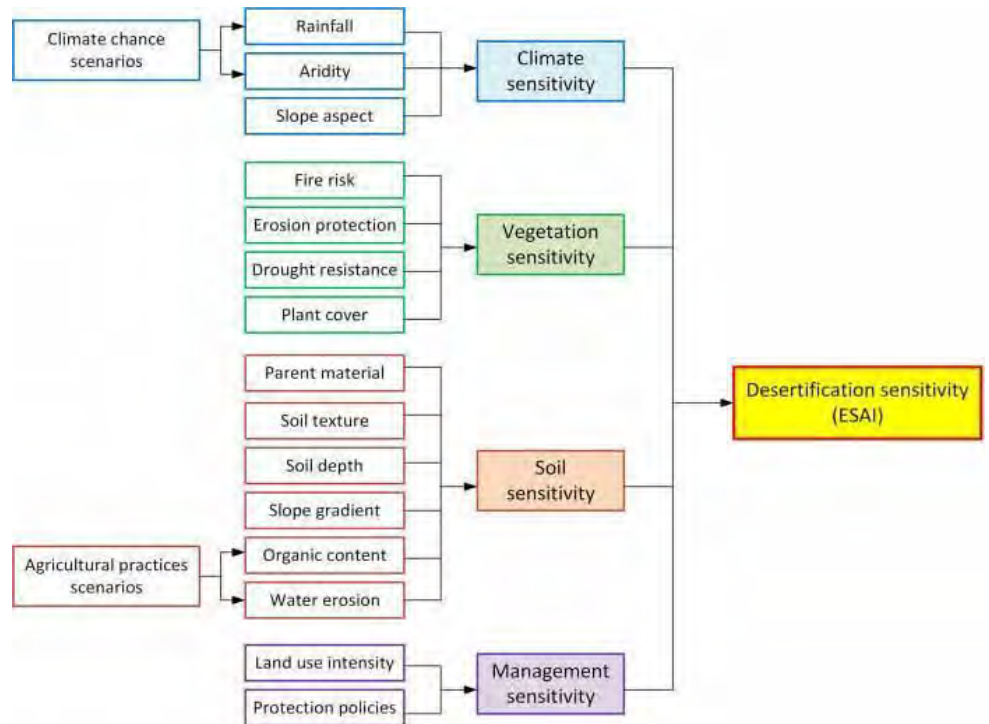 Climate chance
scenarios
Rainfall
Aridity
Slope aspect
Climate
sensitivity
Fire risk
Erosion protection
Drought resistance
Plant cover
Vegetation
sensitivity
Parent material
Soil texture
Soil depth
Slope gradient
Organic content
Water erosion
Agricultural practices
scenarios
Soil
sensitivity
Land use intensity
Protection policies
Management
sensitivity
Desertification sensitivity
(ESAI)